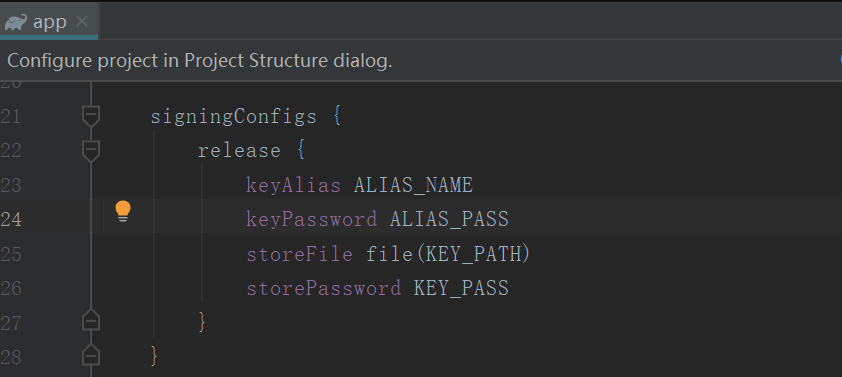 app
Configure project in Project Structure dialog.
20
21 signingConfigs {
22 release {
23 keyAlias ALIAS_NAME
24 keyPassword ALIAS_PASS
25 storeFile file(KEY_PATH)
26 storePassword KEY_PASS
27 }
28 }